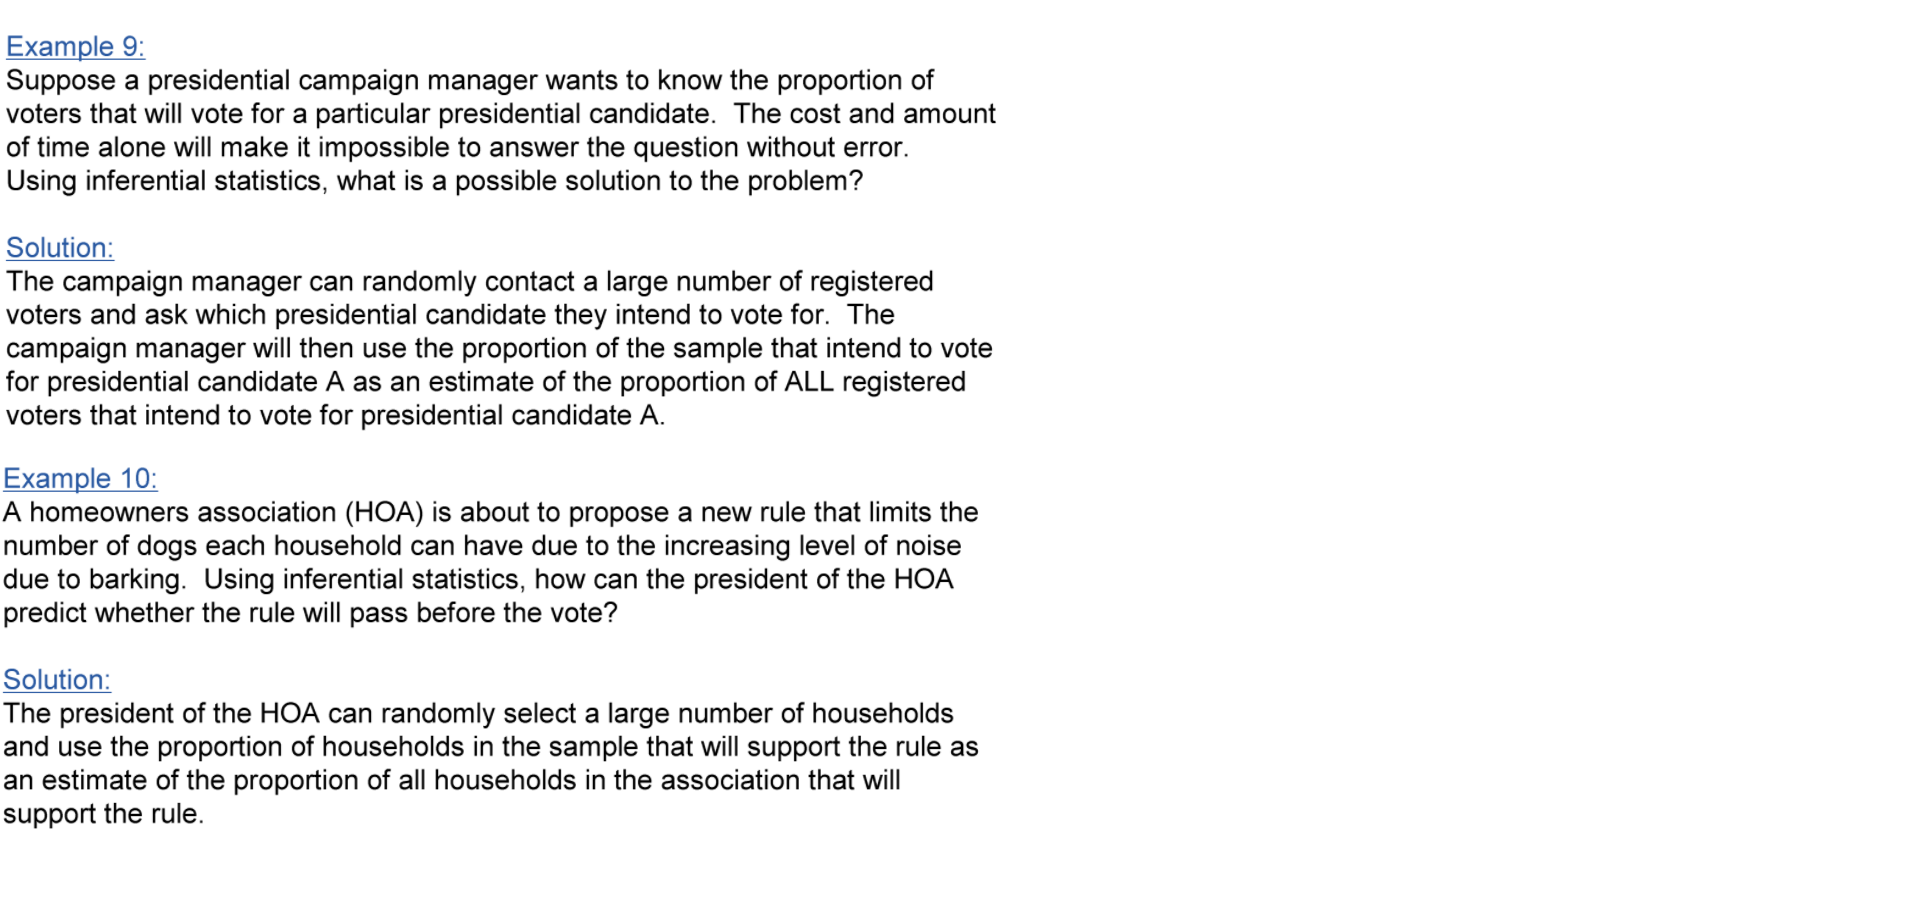 Example 9:
Suppose a presidential campaign manager wants to know the proportion of
voters that will vote for a particular presidential candidate.  The cost and amount
of time alone will make it impossible to answer the question without error.
Using inferential statistics, what is a possible solution to the problem?
Solution:
The campaign manager can randomly contact a large number of registered
voters and ask which presidential candidate they intend to vote for.  The
campaign manager will then use the proportion of the sample that intend to vote
for presidential candidate A as an estimate of the proportion of ALL registered
voters that intend to vote for presidential candidate A.
Example 10:
A homeowners association (HOA) is about to propose a new rule that limits the
number of dogs each household can have due to the increasing level of noise
due to barking.  Using inferential statistics, how can the president of the HOA
predict whether the rule will pass before the vote?
Solution:
The president of the HOA can randomly select a large number of households
and use the proportion of households in the sample that will support the rule as
an estimate of the proportion of all households in the association that will
support the rule.